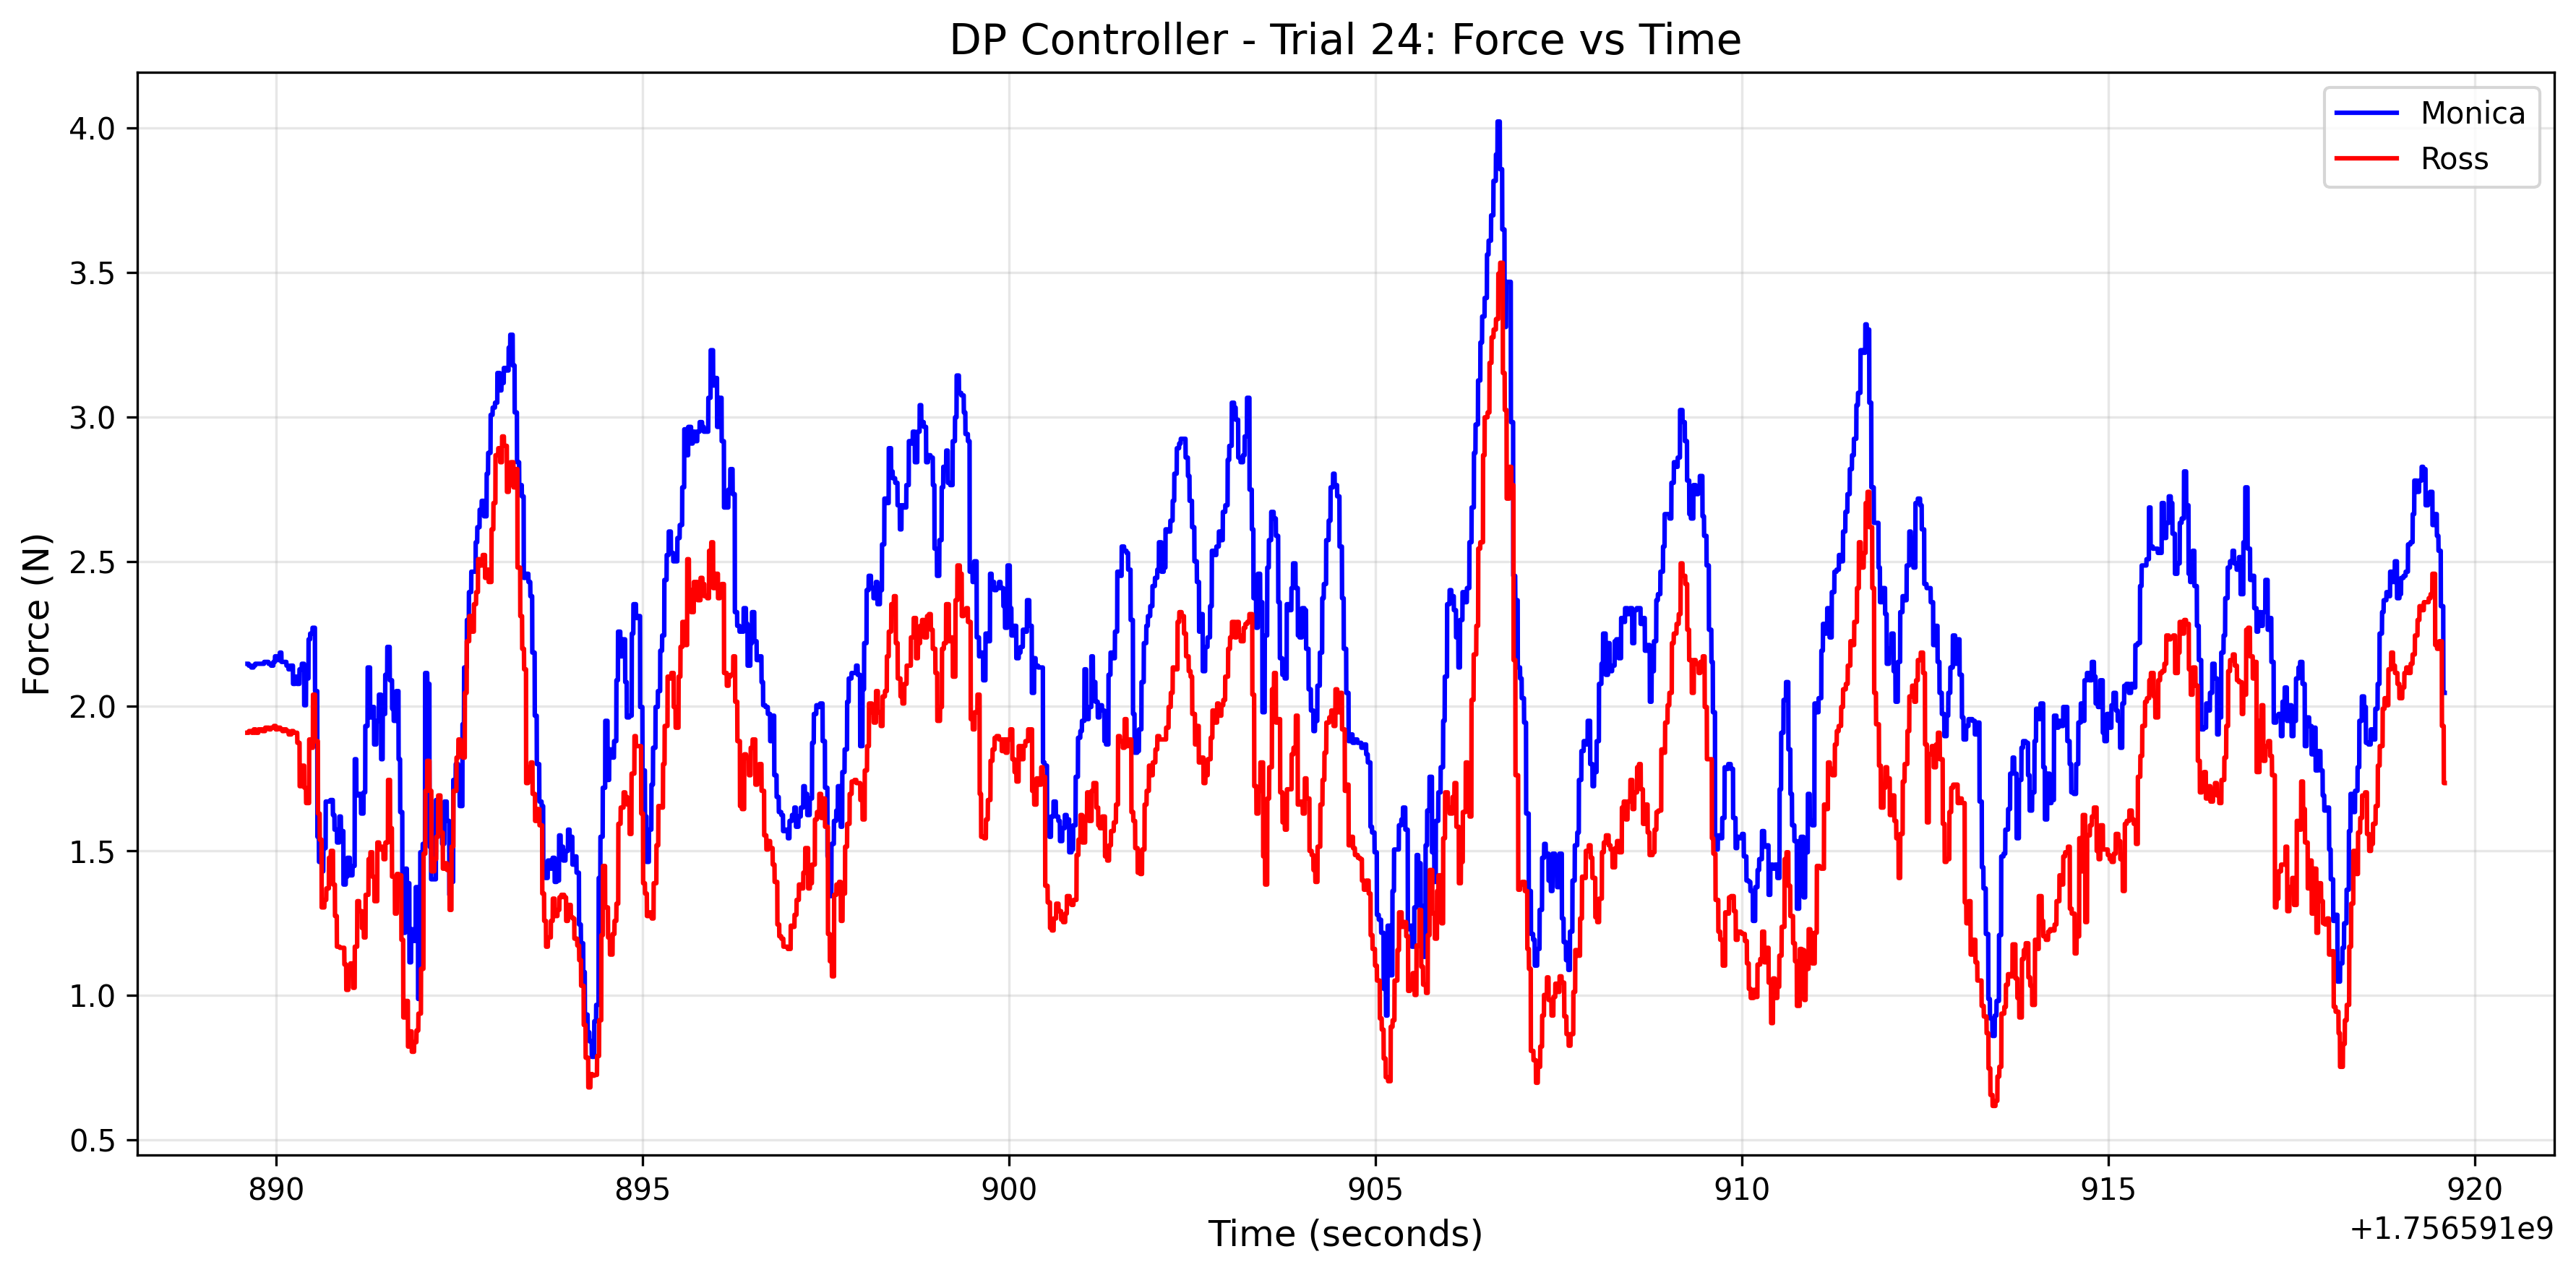 DP Controller - Trial 24: Force vs Time
Monica
Ross
Force (N)
4.0
3.5
3.0
2.5
2.0
1.5
1.0
0.5
890 895 900 905 910 915 920
Time (seconds)
+1.756591e9